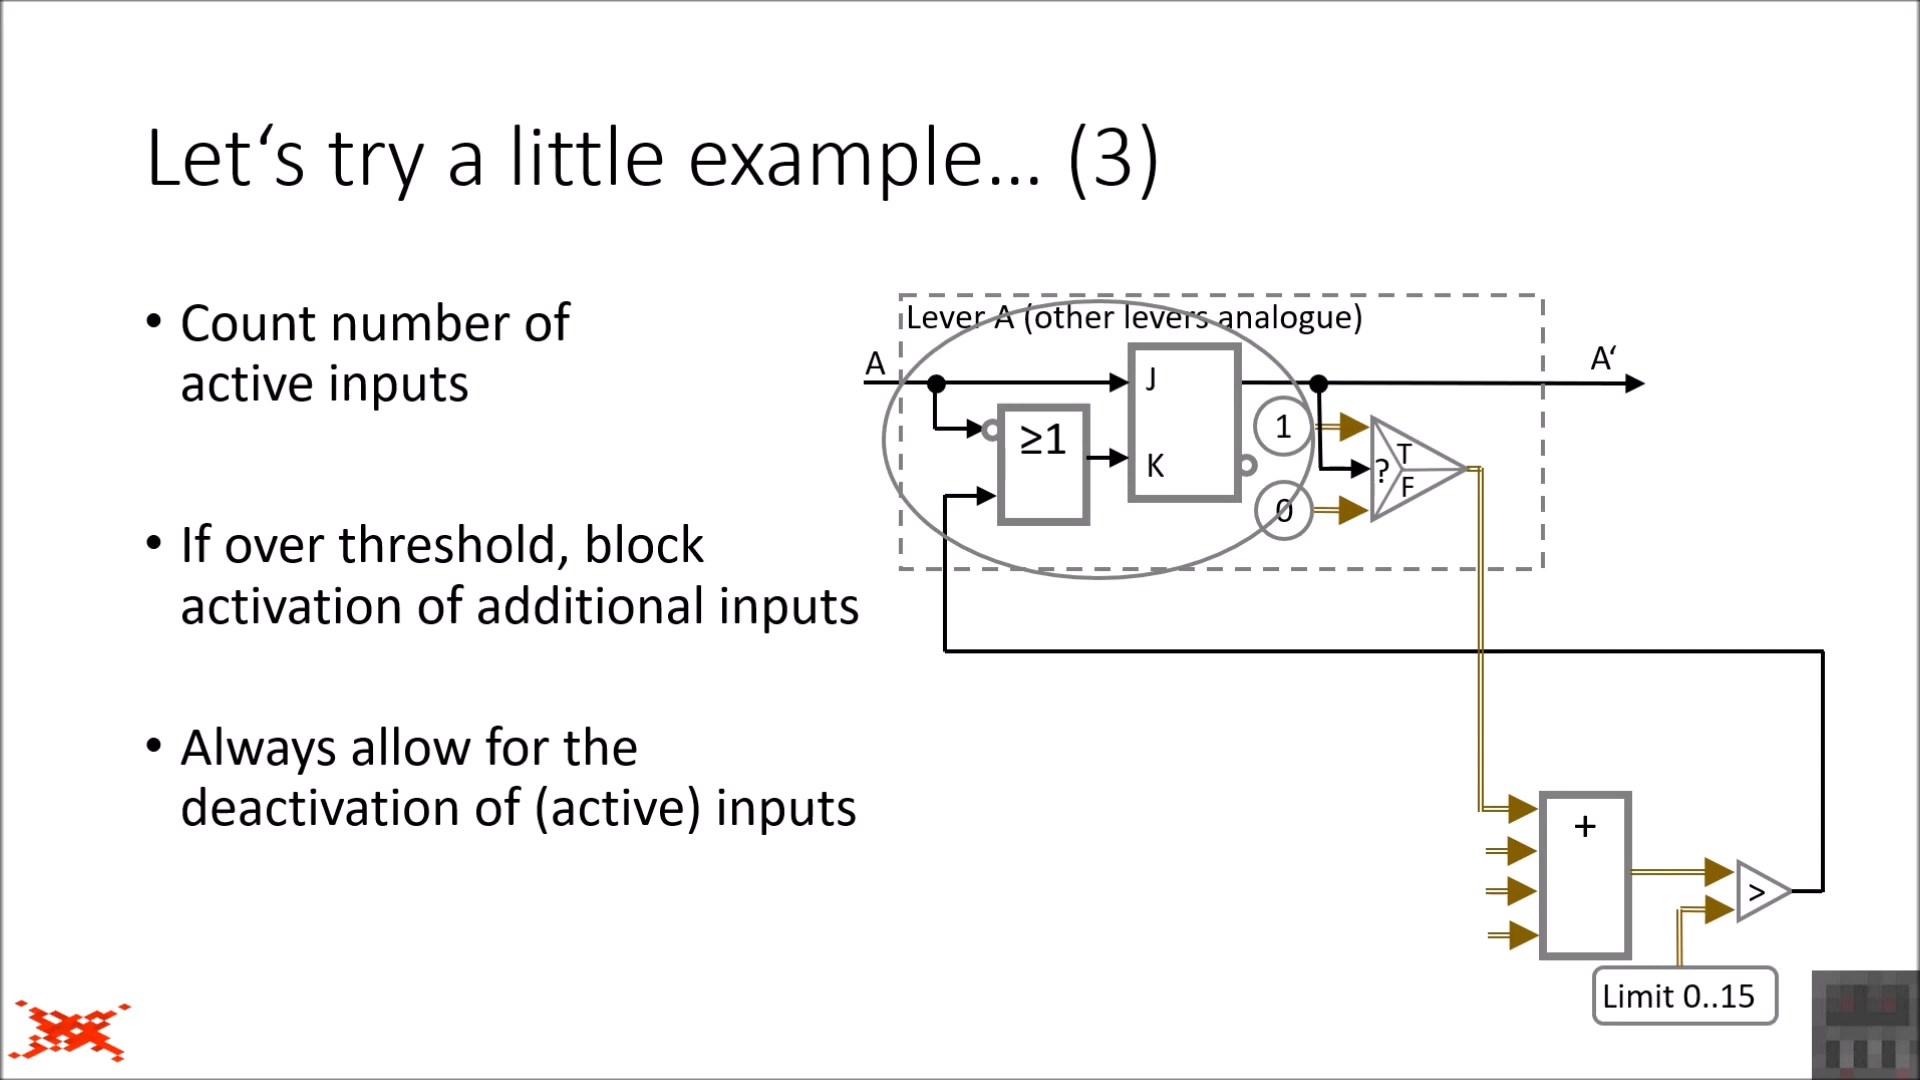 Let‘s try a little example… (3)
• Count number of
active inputs
• If over threshold, block
activation of additional inputs
• Always allow for the
deactivation of (active) inputs
Lever A (other levers analogue)
A
A‘
J
≥1
K
1
0
?
T
F
+
>
Limit 0..15